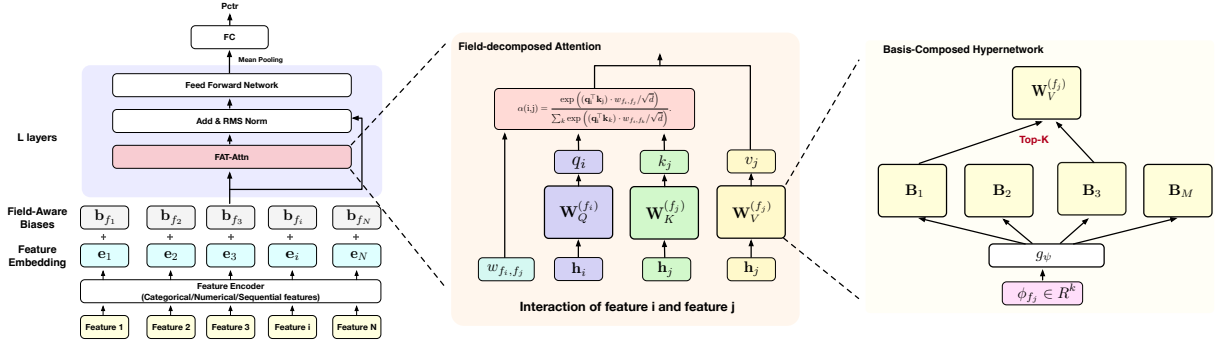 Pctr
FC
Mean Pooling
Feed Forward Network
Add & RMS Norm
FAT-Attn
L layers
Field-Aware
Biases
b_{f_1} b_{f_2} b_{f_3} b_{f_i} b_{f_N}
+ + + + +
Feature
Embedding
e_1 e_2 e_3 e_i e_N
Feature Encoder
(Categorical/Numerical/Sequential features)
Feature 1 Feature 2 Feature 3 Feature i Feature N
Field-decomposed Attention
α(i,j) = exp((q_i^⊤ k_j) · w_{f_i,f_j}/√d) / ∑_k exp((q_i^⊤ k_k) · w_{f_i,f_k}/√d).
q_i k_j v_j
W_Q^{(f_i)} W_K^{(f_j)} W_V^{(f_j)}
w_{f_i,f_j} h_i h_j h_j
Interaction of feature i and feature j
Basis-Composed Hypernetwork
W_V^{(f_j)}
Top-K
B_1 B_2 B_3 B_M
g_ψ
ϕ_{f_j} ∈ R^k